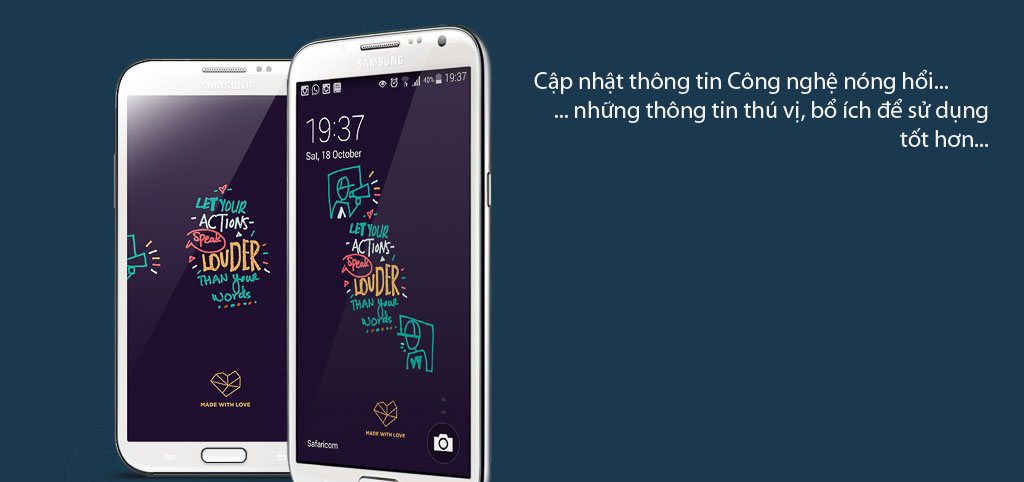 Cập nhật thông tin Công nghệ nóng hổi...
... những thông tin thú vị, bổ ích để sử dụng
tốt hơn...
SAMSUNG
LET YOUR
-ACTIONS-
Speak
LOUDER
THAN Your
Words
MADE WITH LOVE
SAMSUNG
40% 19:37
19:37
Sat, 18 October
LET YOUR
ACTIONS-
Speak
LOUDER
THAN Your
Words
MADE WITH LOVE
Safaricom